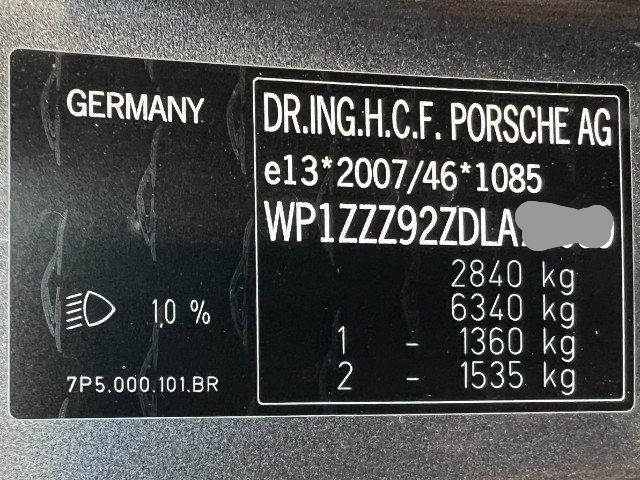 GERMANY
DR.ING.H.C.F. PORSCHE AG
e13*2007/46*1085
WP1ZZZ92ZDLA
2840 kg
6340 kg
1 - 1360 kg
2 - 1535 kg
10 %
7P5.000.101.BR